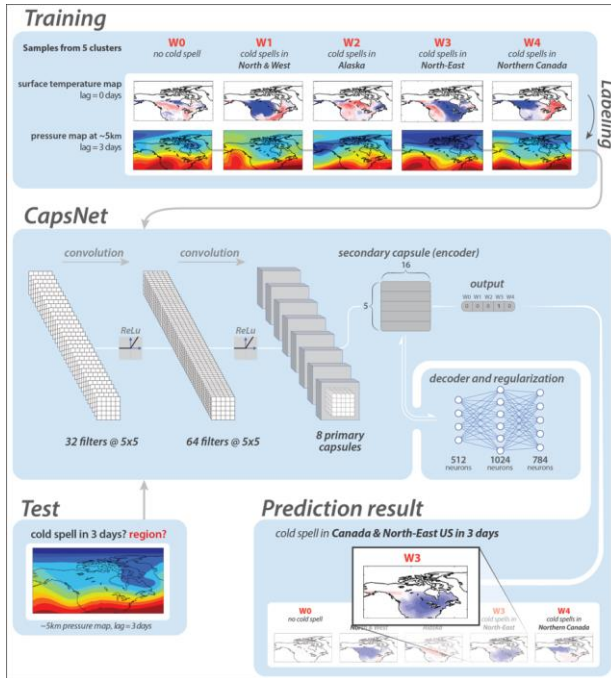 Training
Samples from 5 clusters
W0
no cold spell
W1
cold spells in
North & West
W2
cold spells in
Alaska
W3
cold spells in
North-East
W4
cold spells in
Northern Canada
surface temperature map
lag = 0 days
pressure map at ~5km
lag = 3 days
Labeling
CapsNet
convolution
convolution
secondary capsule (encoder)
16
5
output
W0 W1 W2 W3 W4
ReLu
ReLu
decoder and regularization
32 filters @ 5x5
64 filters @ 5x5
8 primary
capsules
512
neurons
1024
neurons
784
neurons
Test
cold spell in 3 days? region?
~5km pressure map, lag = 3 days
Prediction result
cold spell in Canada & North-East US in 3 days
W3
W0
no cold spell
North & West
Alaska
W3
cold spells in
North-East
W4
cold spells in
Northern Canada